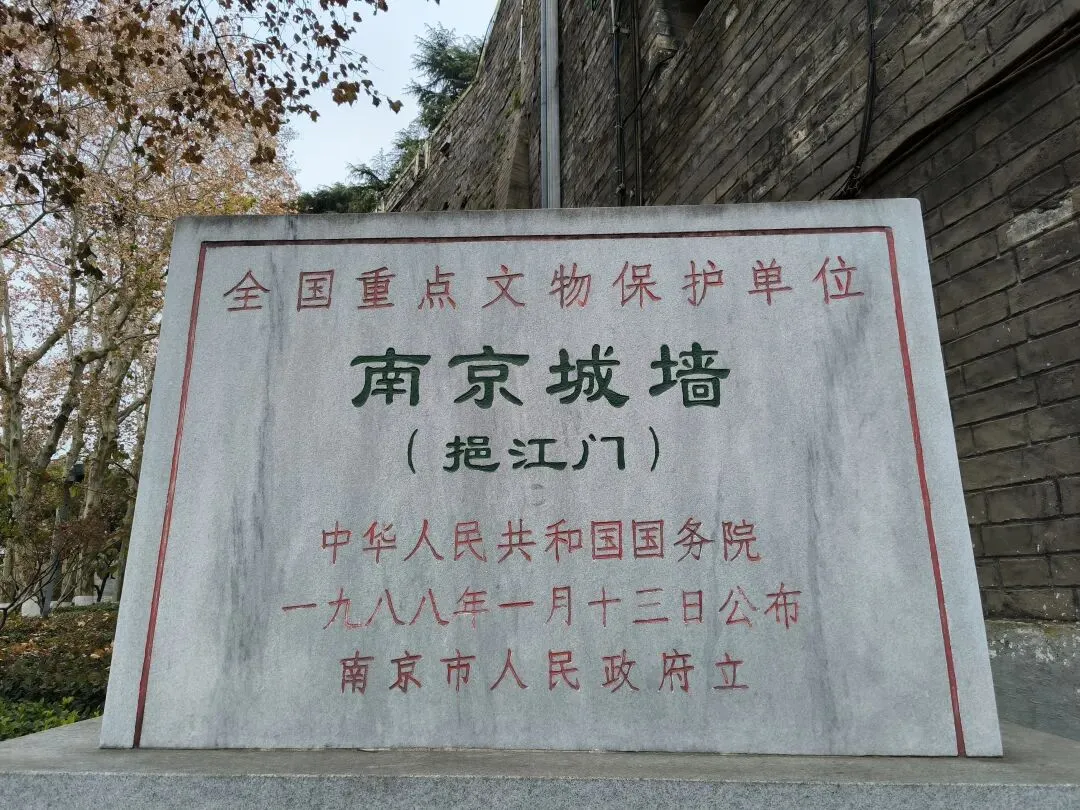 全国重点文物保护单位
南京城墙
（挹江门）
中华人民共和国国务院
一九八八年一月十三日公布
南京市人民政府立